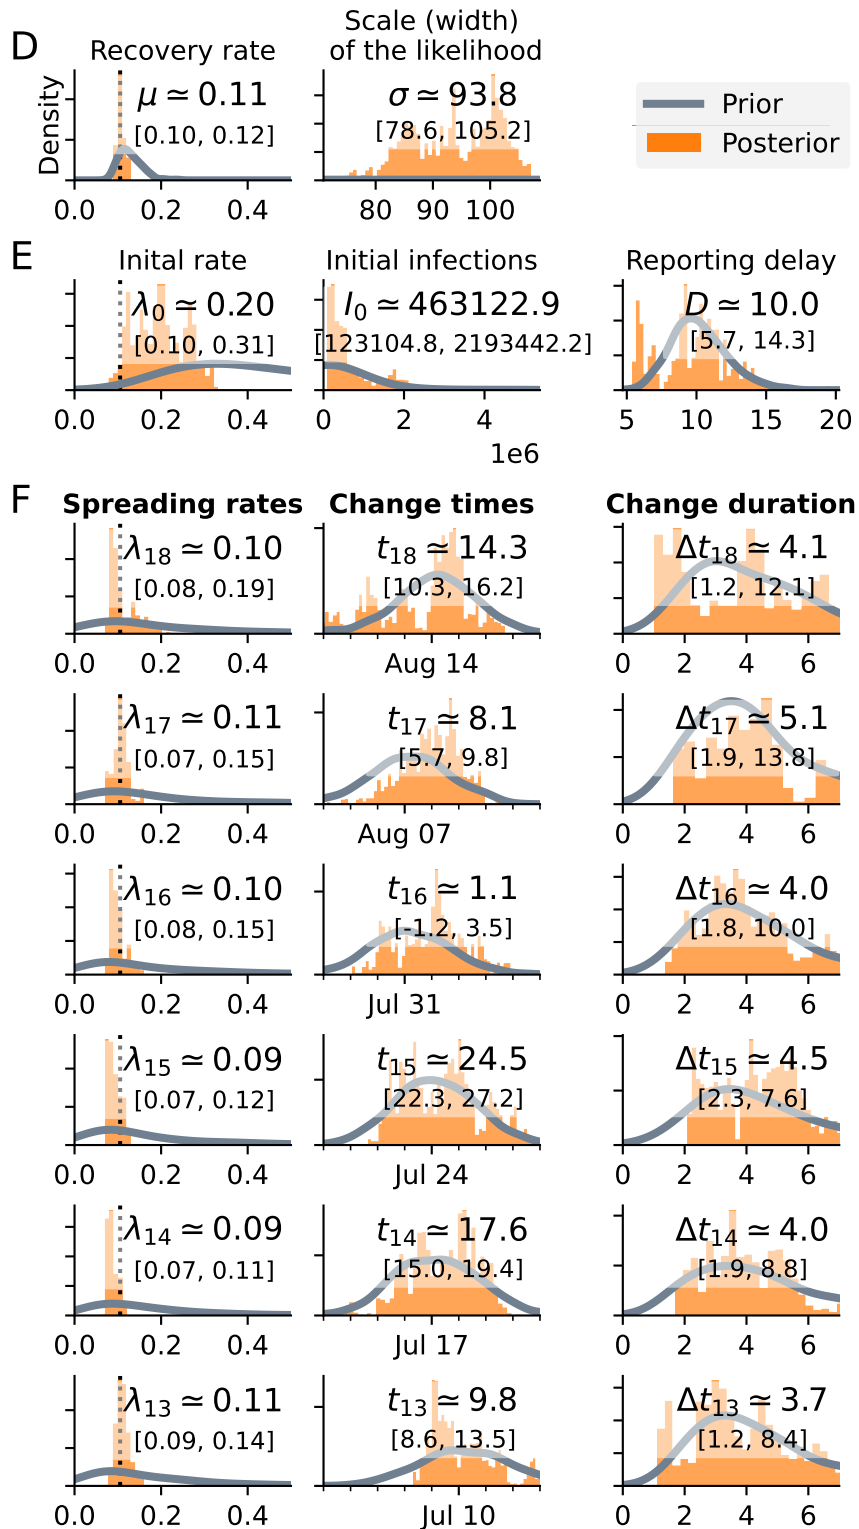 D
Recovery rate
Scale (width)
of the likelihood
Density
μ ≃ 0.11
[0.10, 0.12]
σ ≃ 93.8
[78.6, 105.2]
Prior
Posterior
0.0 0.2 0.4
80 90 100
E
Inital rate
Initial infections
Reporting delay
λ0 ≃ 0.20
[0.10, 0.31]
I0 ≃ 463122.9
[123104.8, 2193442.2]
D ≃ 10.0
[5.7, 14.3]
0.0 0.2 0.4
0 2 4
1e6
5 10 15 20
F
Spreading rates
Change times
Change duration
λ18 ≃ 0.10
[0.08, 0.19]
t18 ≃ 14.3
[10.3, 16.2]
Δt18 ≃ 4.1
[1.2, 12.1]
0.0 0.2 0.4
Aug 14
0 2 4 6
λ17 ≃ 0.11
[0.07, 0.15]
t17 ≃ 8.1
[5.7, 9.8]
Δt17 ≃ 5.1
[1.9, 13.8]
0.0 0.2 0.4
Aug 07
0 2 4 6
λ16 ≃ 0.10
[0.08, 0.15]
t16 ≃ 1.1
[-1.2, 3.5]
Δt16 ≃ 4.0
[1.8, 10.0]
0.0 0.2 0.4
Jul 31
0 2 4 6
λ15 ≃ 0.09
[0.07, 0.12]
t15 ≃ 24.5
[22.3, 27.2]
Δt15 ≃ 4.5
[2.3, 7.6]
0.0 0.2 0.4
Jul 24
0 2 4 6
λ14 ≃ 0.09
[0.07, 0.11]
t14 ≃ 17.6
[15.0, 19.4]
Δt14 ≃ 4.0
[1.9, 8.8]
0.0 0.2 0.4
Jul 17
0 2 4 6
λ13 ≃ 0.11
[0.09, 0.14]
t13 ≃ 9.8
[8.6, 13.5]
Δt13 ≃ 3.7
[1.2, 8.4]
0.0 0.2 0.4
Jul 10
0 2 4 6